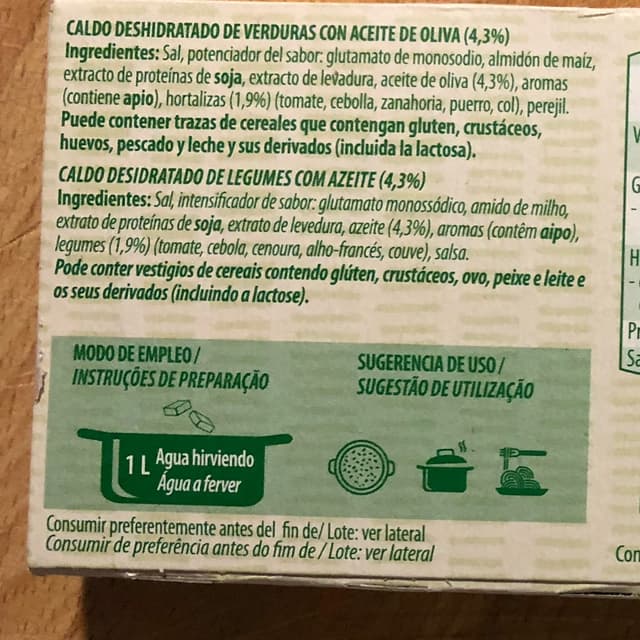 CALDO DESHIDRATADO DE VERDURAS CON ACEITE DE OLIVA (4,3%)
Ingredientes: Sal, potenciador del sabor: glutamato de monosodio, almidón de maíz,
extracto de proteínas de soja, extracto de levadura, aceite de oliva (4,3%), aromas
(contiene apio), hortalizas (1,9%) (tomate, cebolla, zanahoria, puerro, col), perejil.
Puede contener trazas de cereales que contengan gluten, crustáceos,
huevos, pescado y leche y sus derivados (incluida la lactosa).
CALDO DESIDRATADO DE LEGUMES COM AZEITE (4,3%)
Ingredientes: Sal, intensificador de sabor: glutamato monossódico, amido de milho,
extrato de proteínas de soja, extrato de levedura, azeite (4,3%), aromas (contêm aipo),
legumes (1,9%) (tomate, cebola, cenoura, alho-francés, couve), salsa.
Pode conter vestigios de cereais contendo glúten, crustáceos, ovo, peixe e leite e
os seus derivados (incluindo a lactose).
MODO DE EMPLEO /
INSTRUÇÕES DE PREPARAÇÃO
SUGERENCIA DE USO /
SUGESTÃO DE UTILIZAÇÃO
1 L Agua hirviendo
Água a ferver
Consumir preferentemente antes del fin de/ Lote: ver lateral
Consumir de preferência antes do fim de / Lote: ver lateral